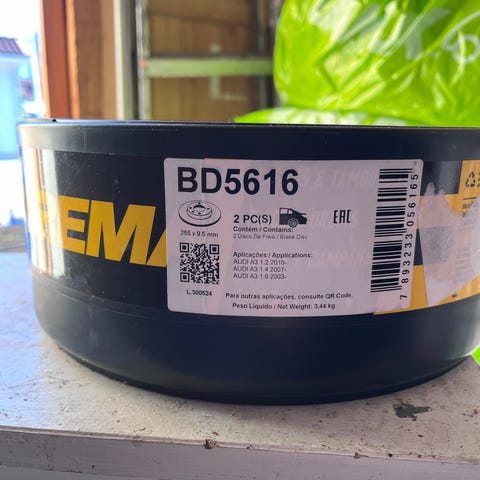 BD5616
EMA
2 PC(S)
EAC
Contém / Contains:
2 Disco De Freio / Brake Disc
255 x 9.5 mm
Aplicações / Applications:
AUDI A3 1.2 2010-
AUDI A3 1.4 2007-
AUDI A3 1.6 2003-
L.300524
Para outras aplicações, consulte QR Code.
Peso Líquido / Net Weight: 3,44 kg
7 893233 056165
& TAMBO